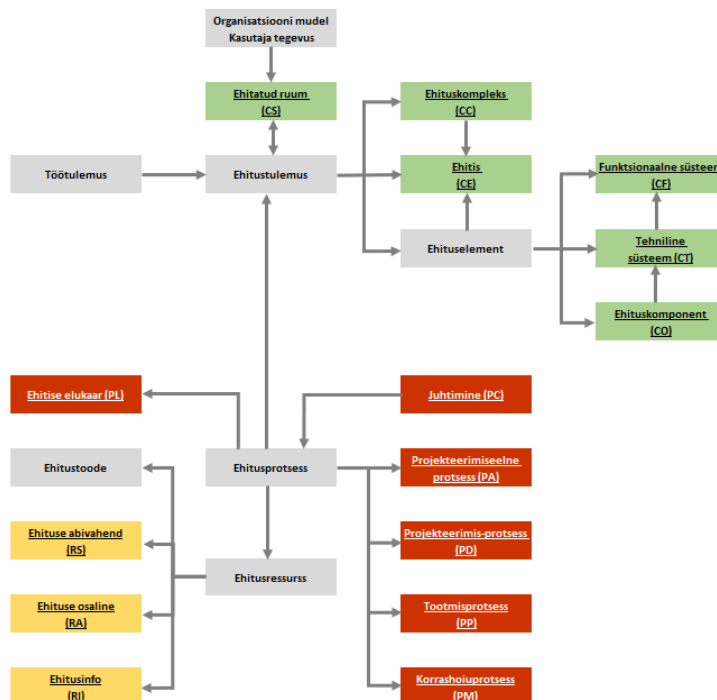 Organisatsiooni mudel
Kasutaja tegevus
Ehitatud ruum
(CS)
Ehituskompleks
(CC)
Töötulemus
Ehitustulemus
Ehitis
(CE)
Funktsionaalne süsteem
(CF)
Ehituselement
Tehniline
süsteem (CT)
Ehituskomponent
(CO)
Ehitise elukaar (PL)
Juhtimine (PC)
Ehitustoode
Ehitusprotsess
Projekteerimiseelne
protsess (PA)
Ehituse abivahend
(RS)
Projekteerimis-protsess
(PD)
Ehitusressurss
Ehituse osaline
(RA)
Tootmisprotsess
(PP)
Ehitusinfo
(RI)
Korrashoiuprotsess
(PM)